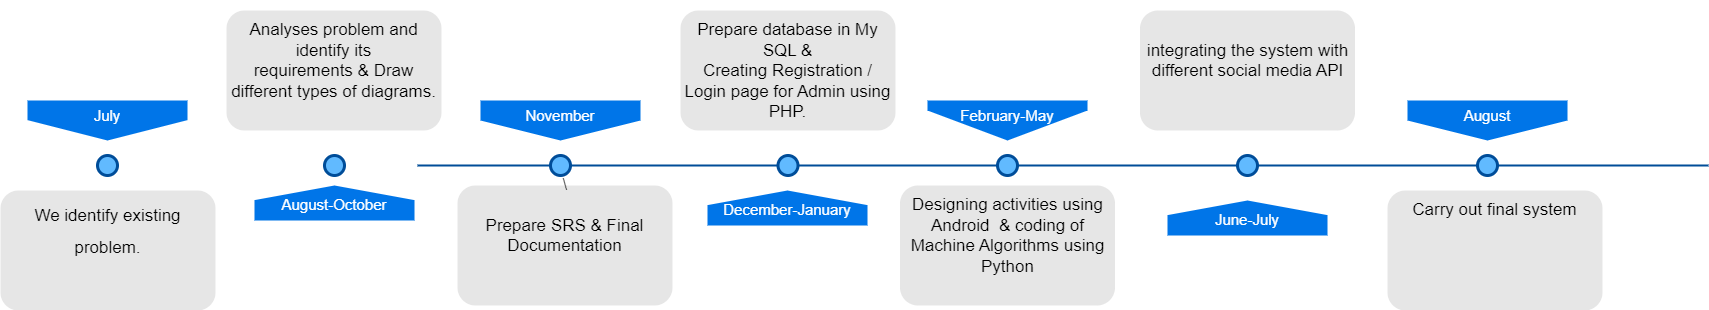 July
We identify existing
problem.
Analyses problem and
identify its
requirements & Draw
different types of diagrams.
August-October
November
Prepare SRS & Final
Documentation
Prepare database in My
SQL &
Creating Registration /
Login page for Admin using
PHP.
December-January
February-May
Designing activities using
Android & coding of
Machine Algorithms using
Python
integrating the system with
different social media API
June-July
August
Carry out final system